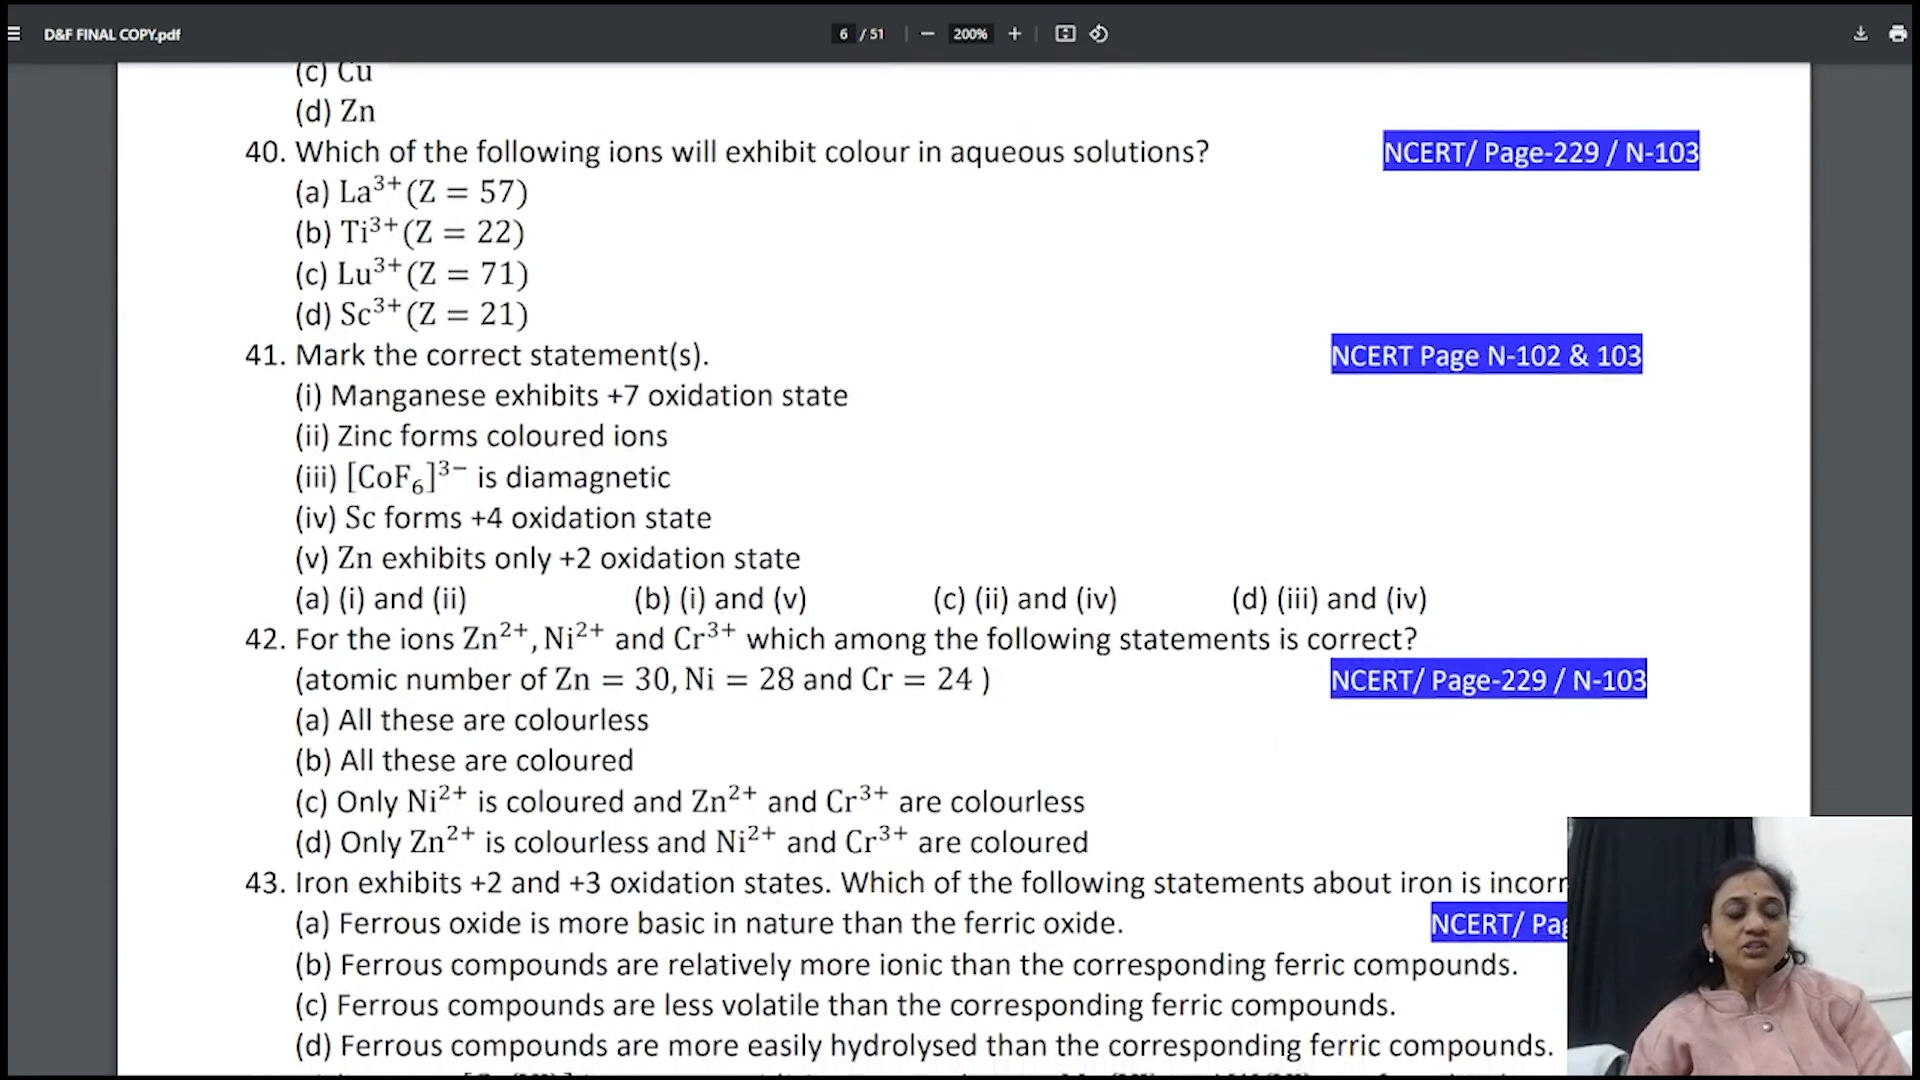 D&F FINAL COPY.pdf
6 / 51
200%
(c) Cu
(d) Zn
40. Which of the following ions will exhibit colour in aqueous solutions? NCERT/ Page-229 / N-103
(a) La³⁺(Z = 57)
(b) Ti³⁺(Z = 22)
(c) Lu³⁺(Z = 71)
(d) Sc³⁺(Z = 21)
41. Mark the correct statement(s). NCERT Page N-102 & 103
(i) Manganese exhibits +7 oxidation state
(ii) Zinc forms coloured ions
(iii) [CoF₆]³⁻ is diamagnetic
(iv) Sc forms +4 oxidation state
(v) Zn exhibits only +2 oxidation state
(a) (i) and (ii) (b) (i) and (v) (c) (ii) and (iv) (d) (iii) and (iv)
42. For the ions Zn²⁺, Ni²⁺ and Cr³⁺ which among the following statements is correct?
(atomic number of Zn = 30, Ni = 28 and Cr = 24 ) NCERT/ Page-229 / N-103
(a) All these are colourless
(b) All these are coloured
(c) Only Ni²⁺ is coloured and Zn²⁺ and Cr³⁺ are colourless
(d) Only Zn²⁺ is colourless and Ni²⁺ and Cr³⁺ are coloured
43. Iron exhibits +2 and +3 oxidation states. Which of the following statements about iron is incorr
(a) Ferrous oxide is more basic in nature than the ferric oxide. NCERT/ Pag
(b) Ferrous compounds are relatively more ionic than the corresponding ferric compounds.
(c) Ferrous compounds are less volatile than the corresponding ferric compounds.
(d) Ferrous compounds are more easily hydrolysed than the corresponding ferric compounds.